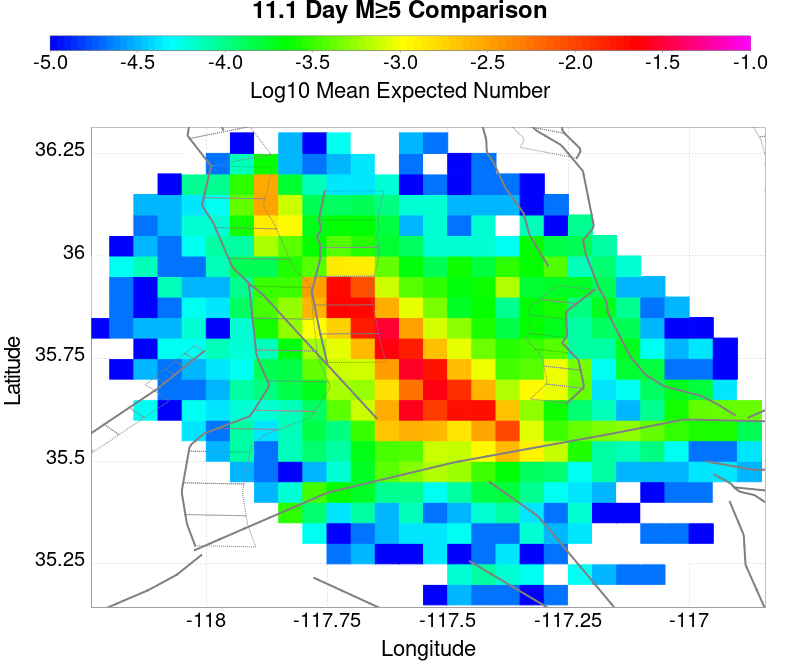 11.1 Day M≥5 Comparison
-5.0 -4.5 -4.0 -3.5 -3.0 -2.5 -2.0 -1.5 -1.0
Log10 Mean Expected Number
36.25
36
35.75
35.5
35.25
Latitude
-118 -117.75 -117.5 -117.25 -117
Longitude